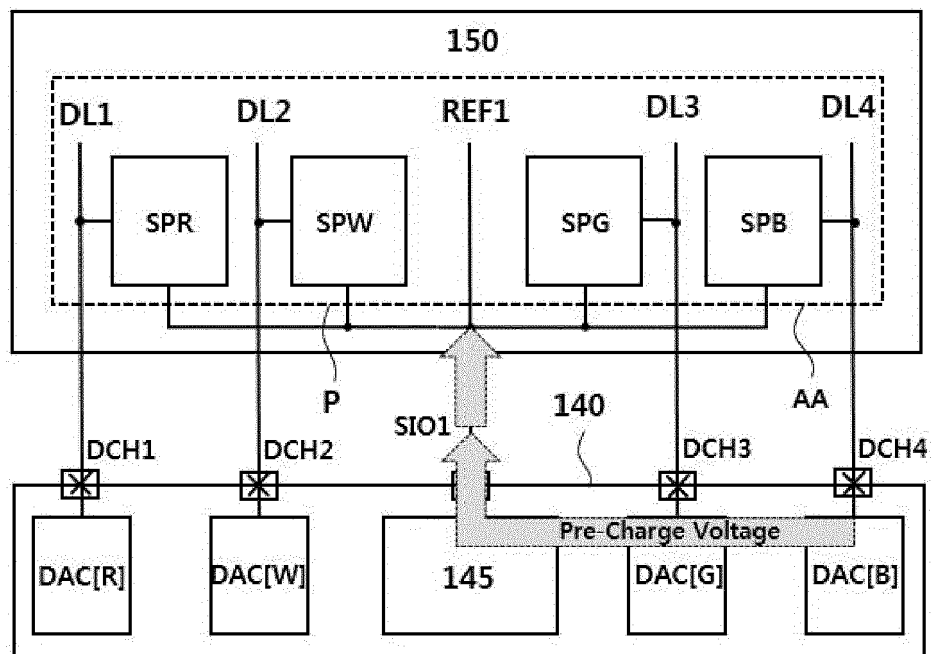 150
DL1 DL2 REF1 DL3 DL4
SPR SPW SPG SPB
P AA
140
SIO1
DCH1 DCH2 DCH3 DCH4
Pre-Charge Voltage
DAC[R] DAC[W] 145 DAC[G] DAC[B]